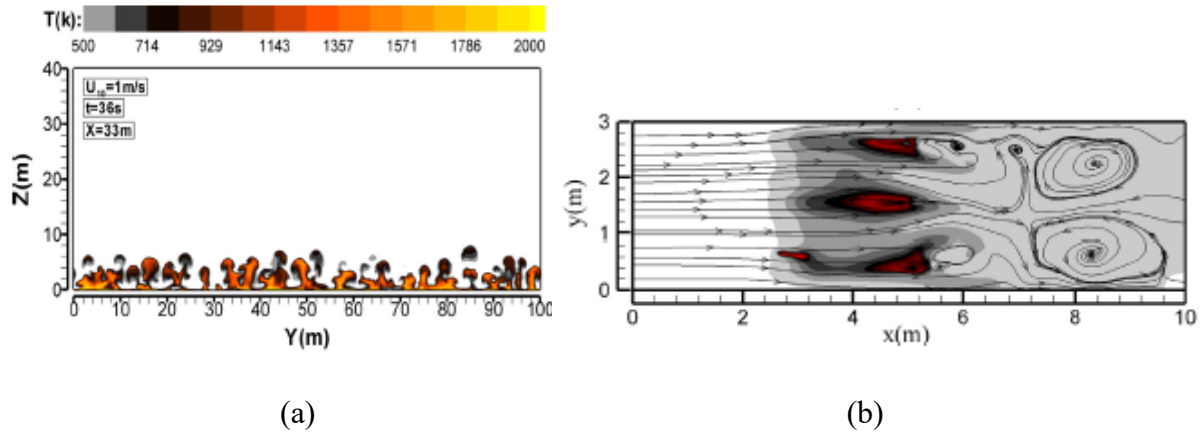 T(k):
500 714 929 1143 1357 1571 1786 2000
40
30
20
10
0
Z(m)
U10=1m/s
t=36s
X=33m
0 10 20 30 40 50 60 70 80 90 100
Y(m)
3
2
1
0
y(m)
0 2 4 6 8 10
x(m)
(a) (b)